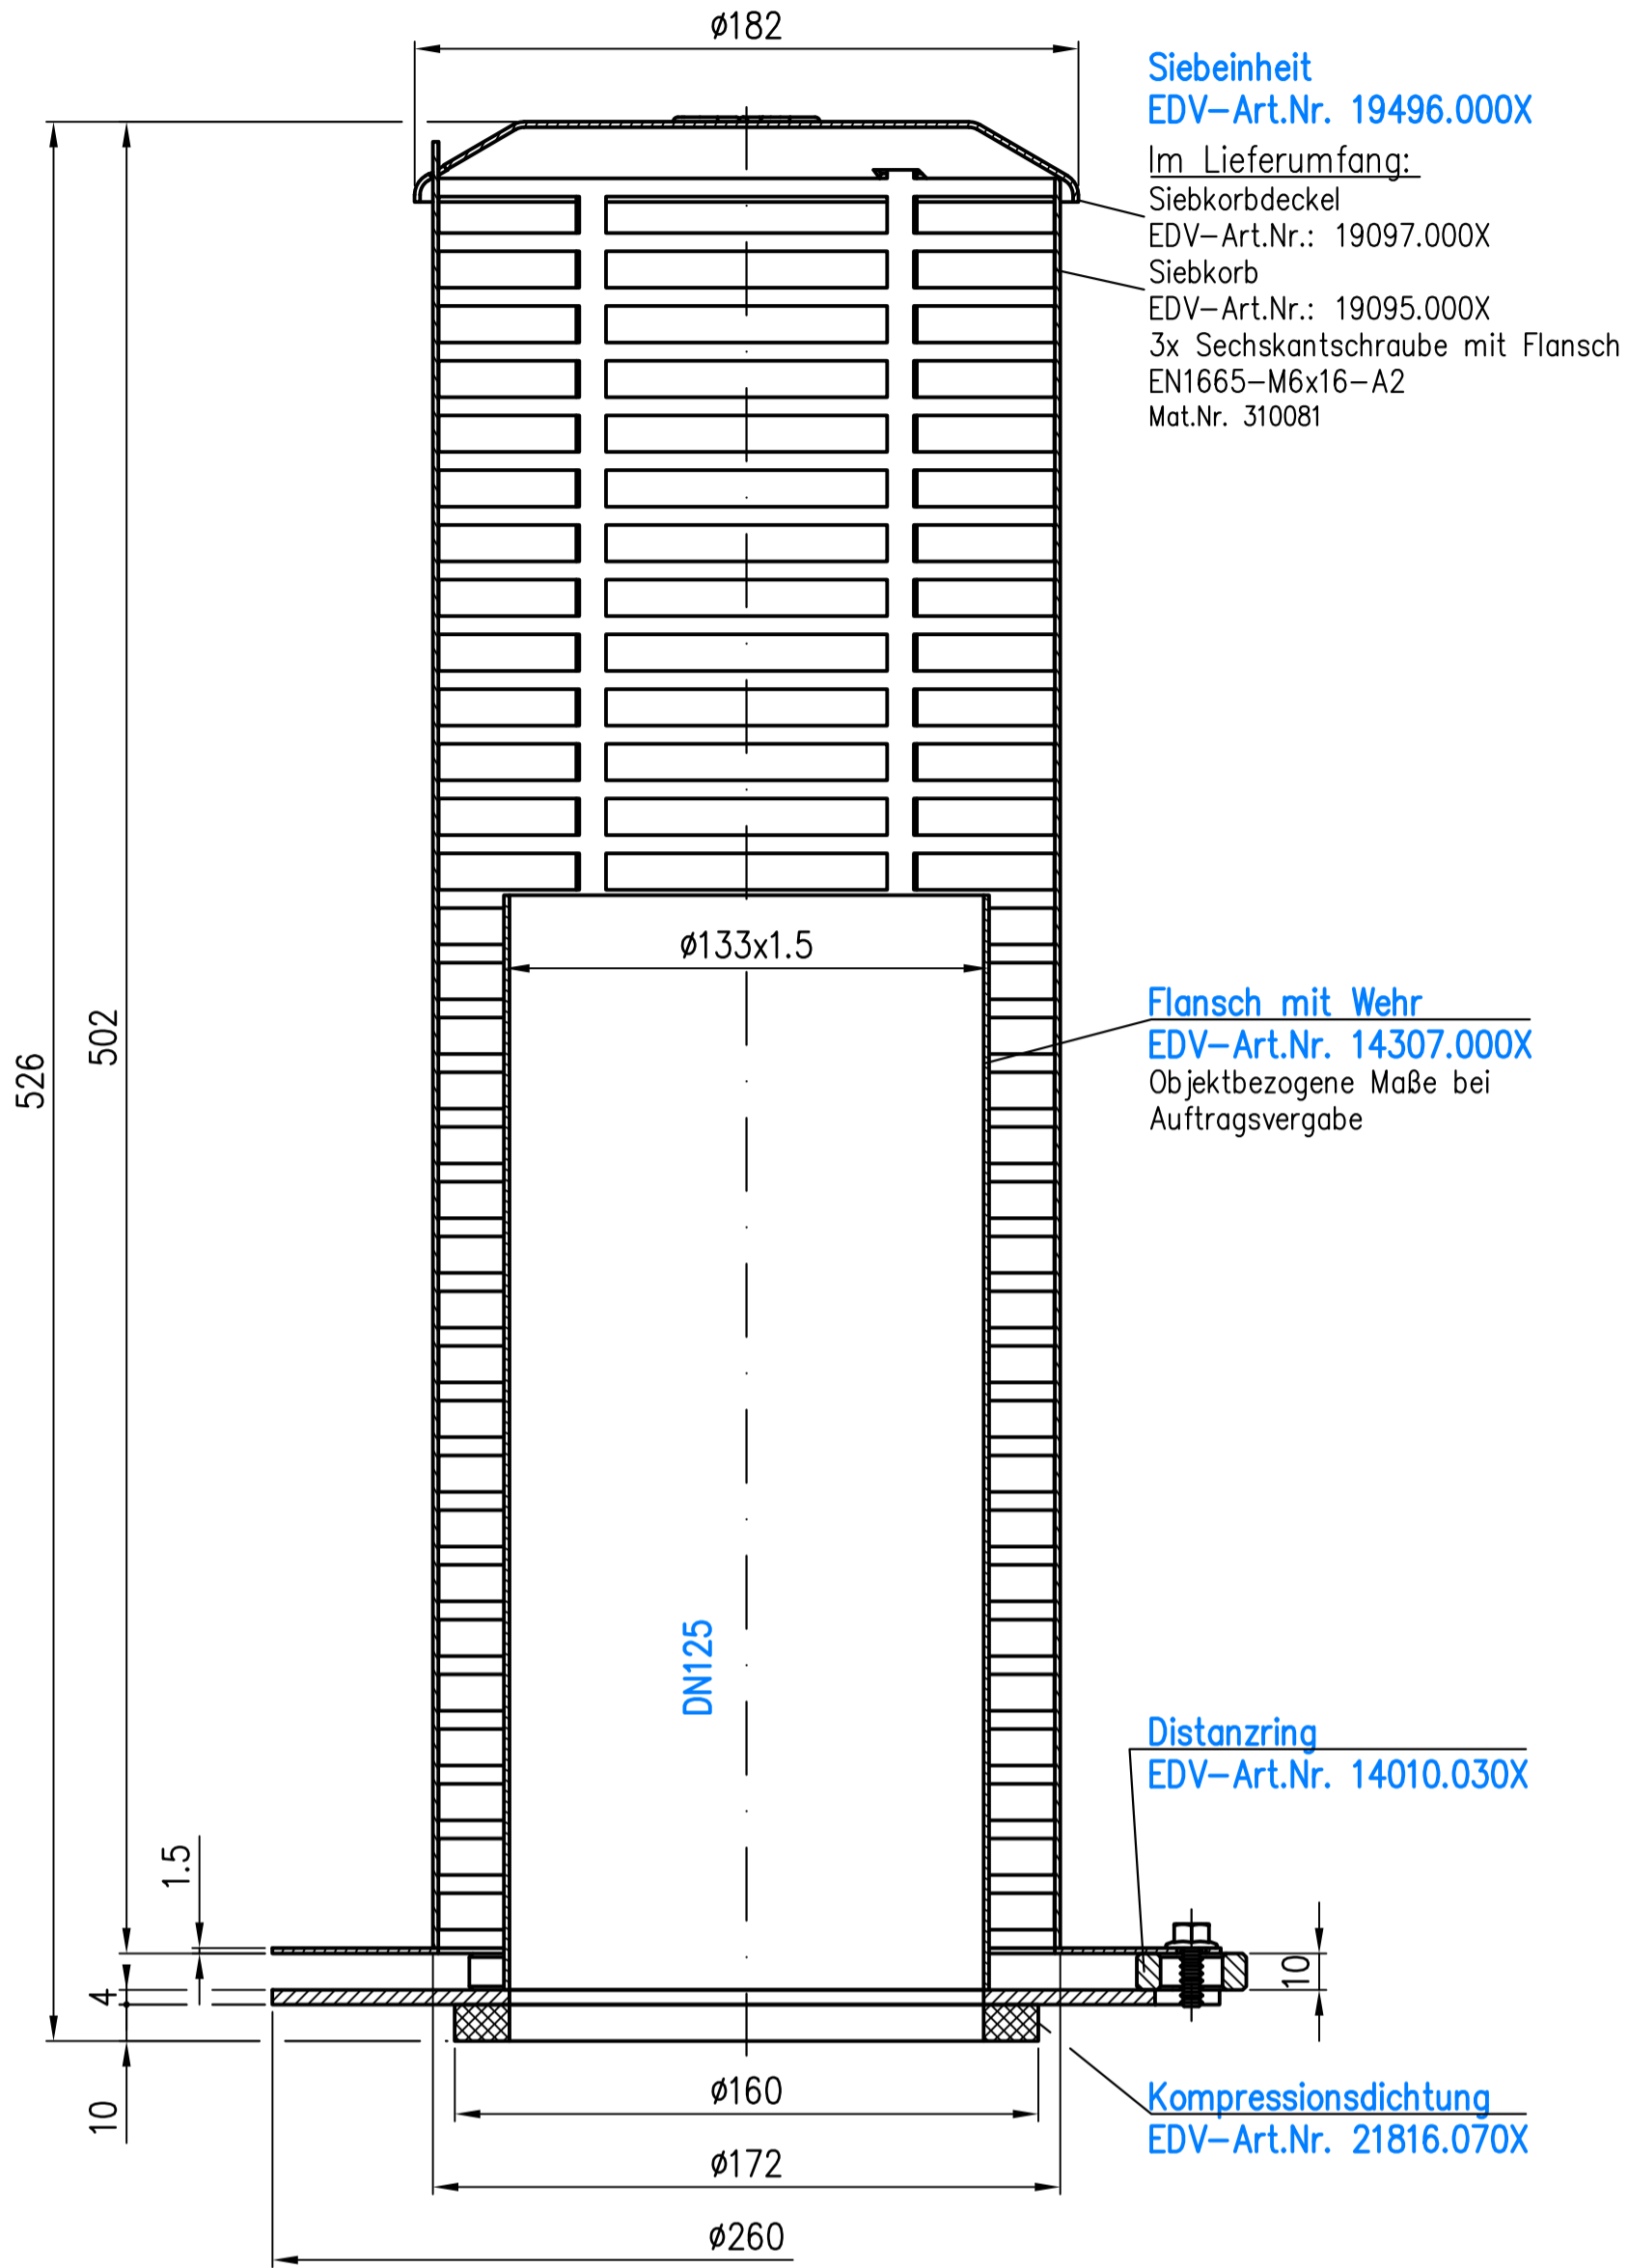 ø182
Siebeinheit
EDV-Art.Nr. 19496.000X
Im Lieferumfang:
Siebkorbdeckel
EDV-Art.Nr.: 19097.000X
Siebkorb
EDV-Art.Nr.: 19095.000X
3x Sechskantschraube mit Flansch
EN1665-M6x16-A2
Mat.Nr. 310081
ø133x1.5
526
502
Flansch mit Wehr
EDV-Art.Nr. 14307.000X
Objektbezogene Maße bei
Auftragsvergabe
DN125
Distanzring
EDV-Art.Nr. 14010.030X
1.5
4
10
10
ø160
Kompressionsdichtung
EDV-Art.Nr. 21816.070X
ø172
ø260